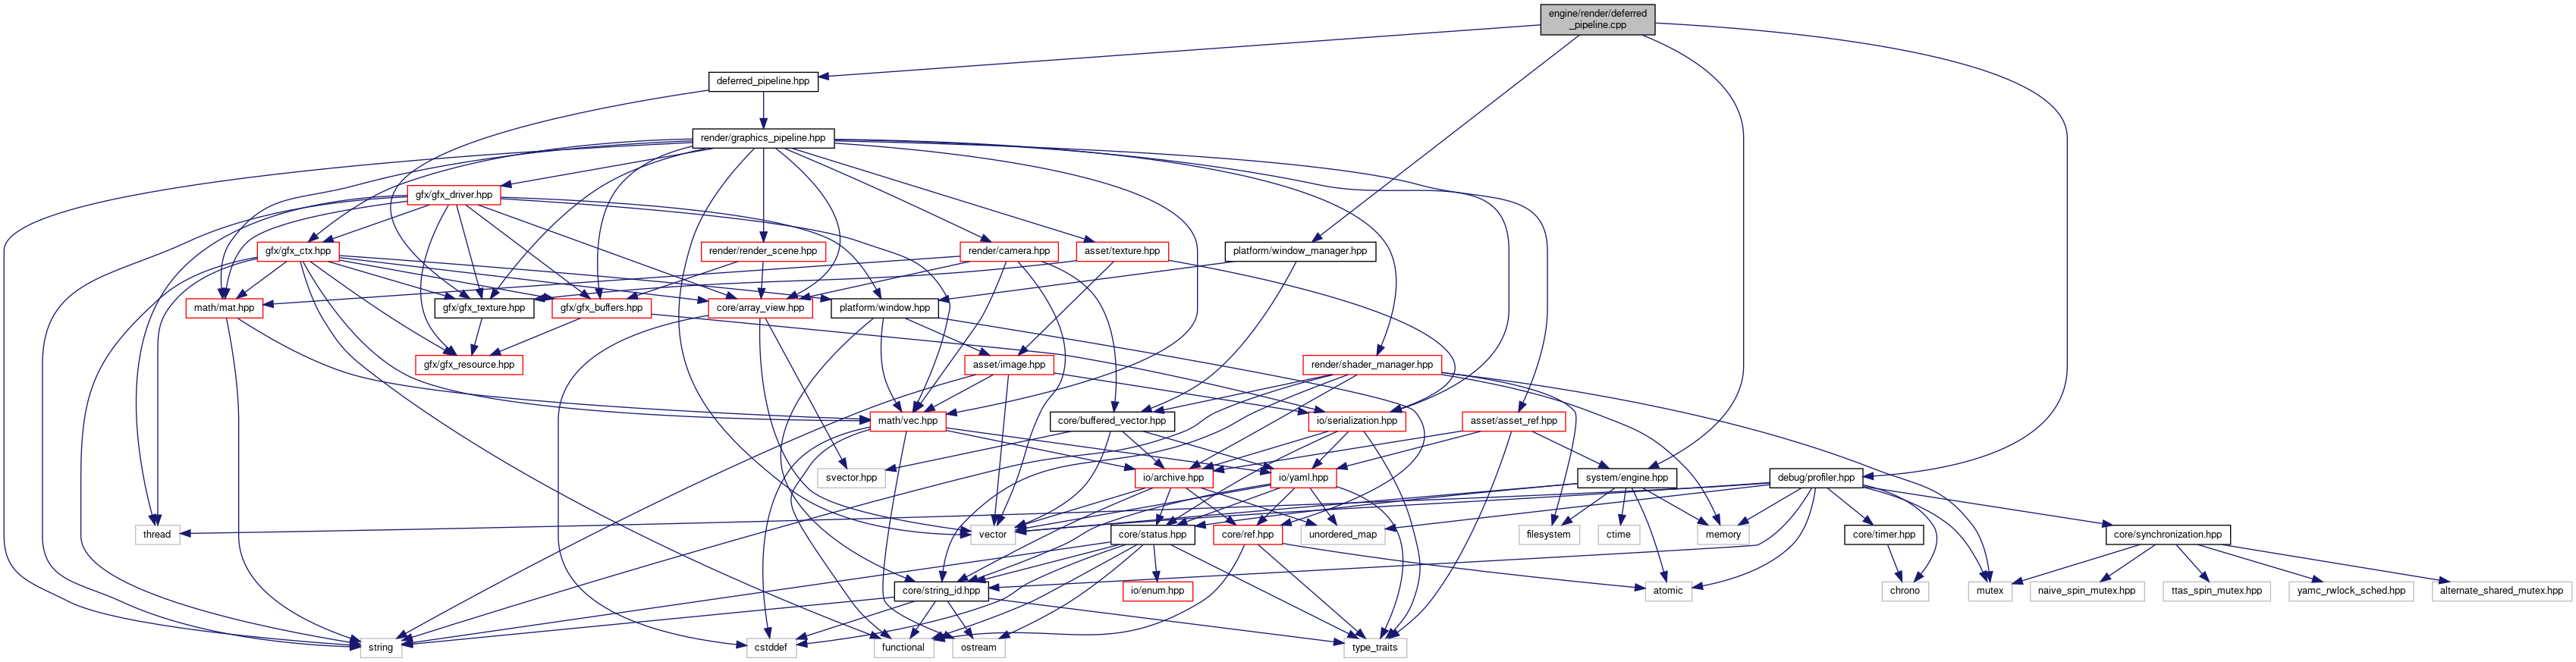 engine/render/deferred
_pipeline.cpp
deferred_pipeline.hpp
render/graphics_pipeline.hpp
gfx/gfx_driver.hpp
gfx/gfx_ctx.hpp
render/render_scene.hpp
render/camera.hpp
asset/texture.hpp
platform/window_manager.hpp
math/mat.hpp
gfx/gfx_texture.hpp
gfx/gfx_buffers.hpp
core/array_view.hpp
platform/window.hpp
gfx/gfx_resource.hpp
asset/image.hpp
render/shader_manager.hpp
math/vec.hpp
core/buffered_vector.hpp
io/serialization.hpp
asset/asset_ref.hpp
svector.hpp
io/archive.hpp
io/yaml.hpp
system/engine.hpp
debug/profiler.hpp
thread
vector
core/status.hpp
core/ref.hpp
unordered_map
filesystem
ctime
memory
core/timer.hpp
core/synchronization.hpp
core/string_id.hpp
io/enum.hpp
atomic
chrono
mutex
naive_spin_mutex.hpp
ttas_spin_mutex.hpp
yamc_rwlock_sched.hpp
alternate_shared_mutex.hpp
string
cstddef
functional
ostream
type_traits